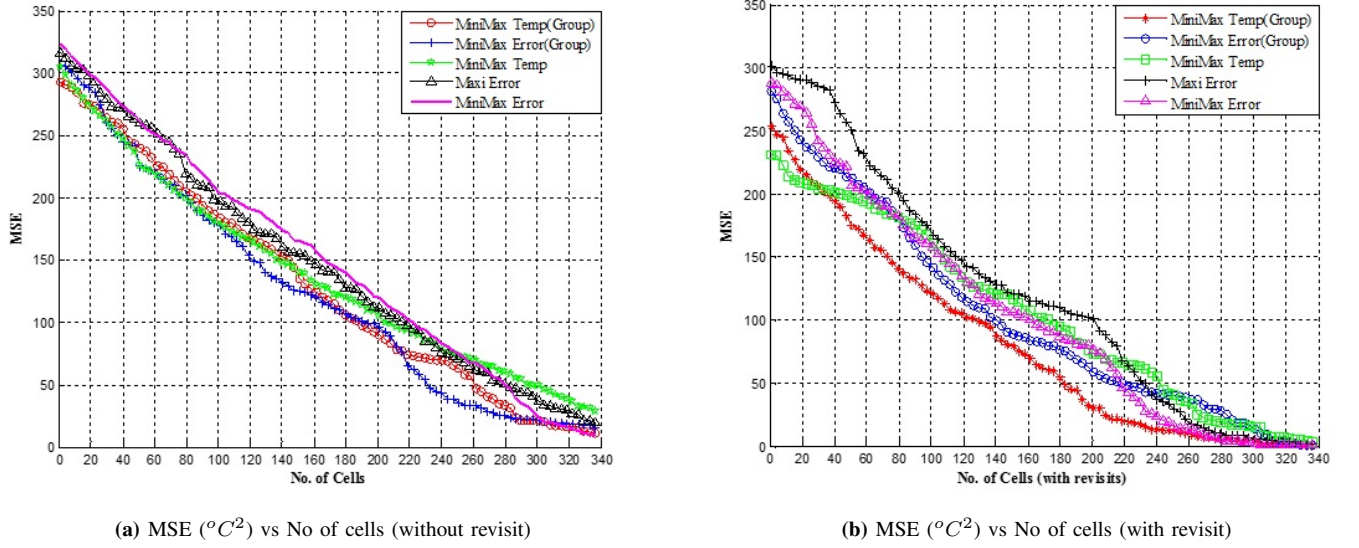 350
300
250
200
150
100
50
0
MSE
0 20 40 60 80 100 120 140 160 180 200 220 240 260 280 300 320 340
No. of Cells
MiniMax Temp(Group)
MiniMax Error(Group)
MiniMax Temp
Maxi Error
MiniMax Error
(a) MSE (°C²) vs No of cells (without revisit)
350
300
250
200
150
100
50
0
MSE
0 20 40 60 80 100 120 140 160 180 200 220 240 260 280 300 320 340
No. of Cells (with revisits)
MiniMax Temp(Group)
MiniMax Error(Group)
MiniMax Temp
Maxi Error
MiniMax Error
(b) MSE (°C²) vs No of cells (with revisit)